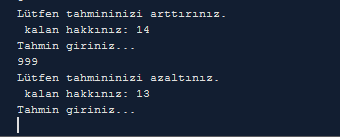 Lütfen tahmininizi arttırınız.
kalan hakkınız: 14
Tahmin giriniz...
999
Lütfen tahmininizi azaltınız.
kalan hakkınız: 13
Tahmin giriniz...